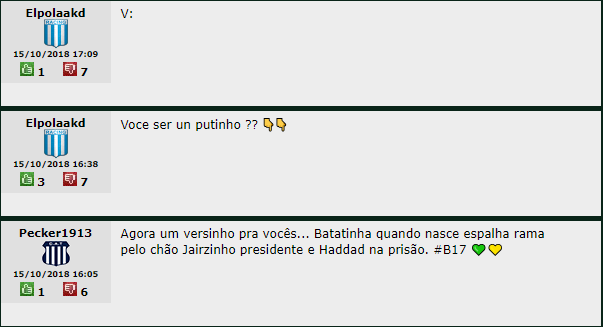 Elpolaakd
V:
RACING
15/10/2018 17:09
1 7
Elpolaakd
Voce ser un putinho ?? 👇👇
RACING
15/10/2018 16:38
3 7
Pecker1913
Agora um versinho pra vocês... Batatinha quando nasce espalha rama
pelo chão Jairzinho presidente e Haddad na prisão. #B17 💚💛
C.A.T.
15/10/2018 16:05
1 6